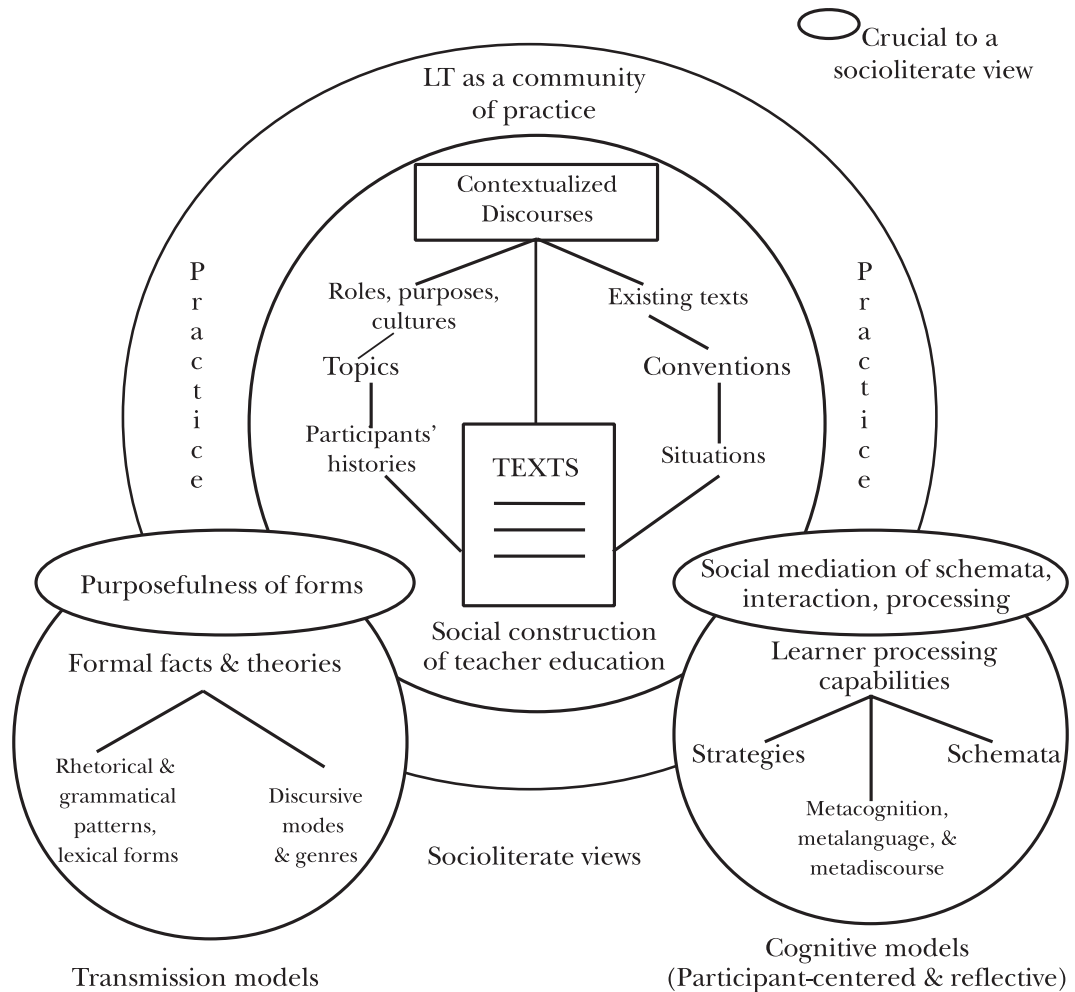 Crucial to a
socioliterate view
LT as a community
of practice
Contextualized
Discourses
Practice
Practice
Roles, purposes,
cultures
Existing texts
Topics
Conventions
Participants’
histories
TEXTS
Situations
Purposefulness of forms
Social mediation of schemata,
interaction, processing
Social construction
of teacher education
Formal facts & theories
Rhetorical &
grammatical
patterns,
lexical forms
Discursive
modes
& genres
Learner processing
capabilities
Strategies
Schemata
Metacognition,
metalanguage, &
metadiscourse
Socioliterate views
Transmission models
Cognitive models
(Participant-centered & reflective)